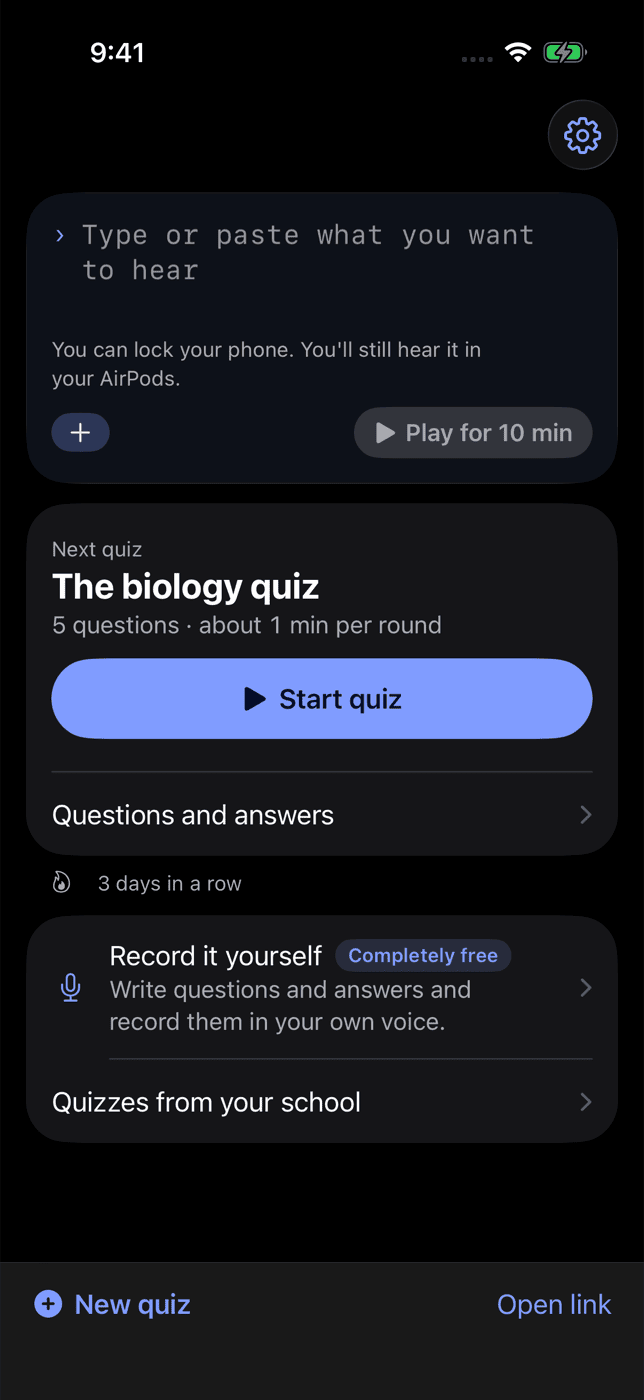 9:41
› Type or paste what you want
to hear
You can lock your phone. You'll still hear it in
your AirPods.
+
Play for 10 min
Next quiz
The biology quiz
5 questions · about 1 min per round
Start quiz
Questions and answers
3 days in a row
Record it yourself Completely free
Write questions and answers and
record them in your own voice.
Quizzes from your school
New quiz
Open link